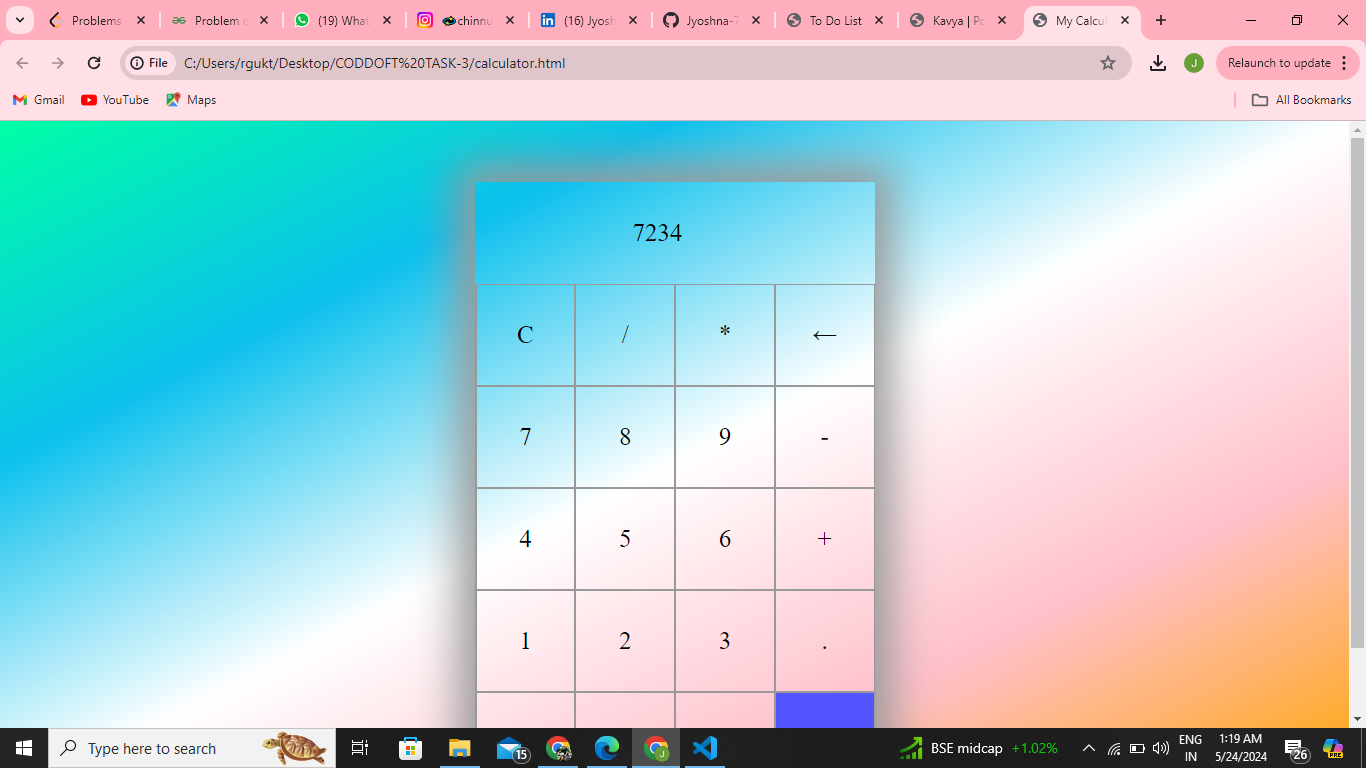 Problems
Problem
(19) What
chinnu
(16) Jyosh
Jyoshna-
To Do List
Kavya | Po
My Calcul
File
C:/Users/rgukt/Desktop/CODDOFT%20TASK-3/calculator.html
J
Relaunch to update
Gmail
YouTube
Maps
All Bookmarks
7234
C / * ←
7 8 9 -
4 5 6 +
1 2 3 .
Type here to search
15
J
BSE midcap +1.02%
ENG
IN
1:19 AM
5/24/2024
26
PRE